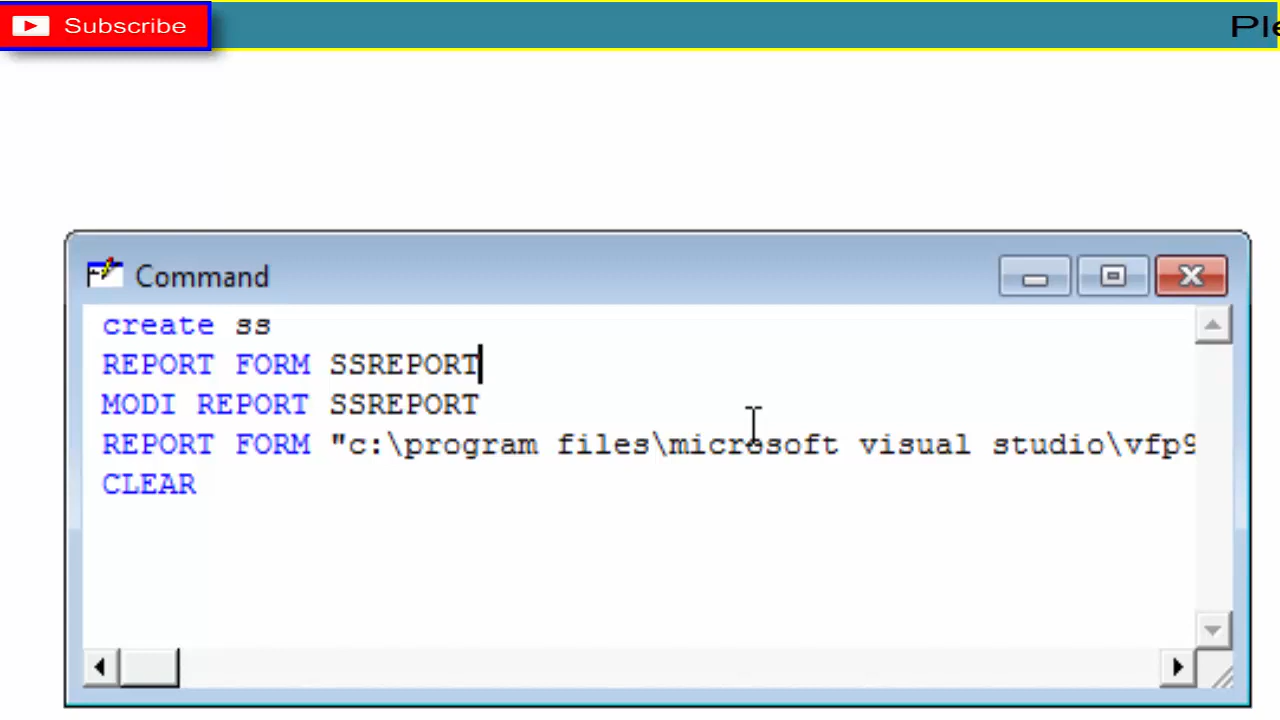 Subscribe
Ple
Command
create ss
REPORT FORM SSREPORT
MODI REPORT SSREPORT
REPORT FORM "c:\program files\microsoft visual studio\vfp9
CLEAR